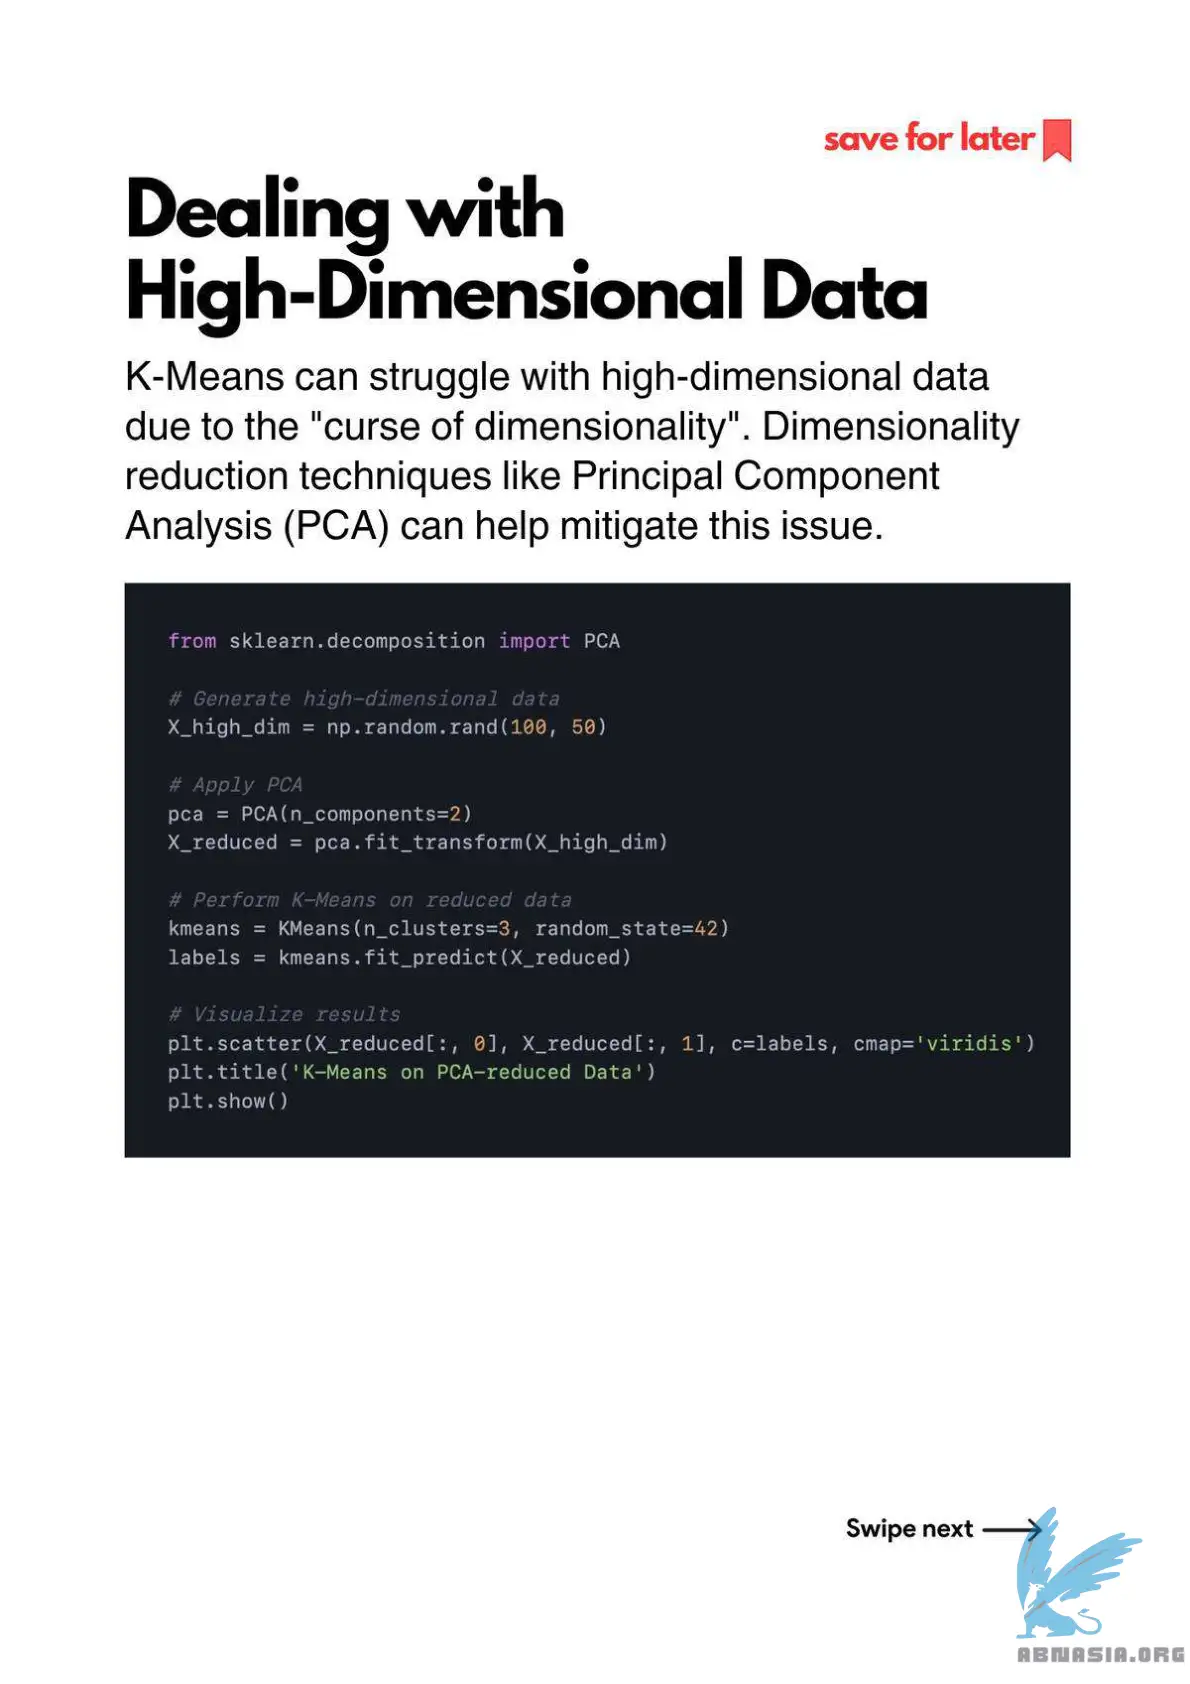 save for later
Dealing with
High-Dimensional Data
K-Means can struggle with high-dimensional data
due to the "curse of dimensionality". Dimensionality
reduction techniques like Principal Component
Analysis (PCA) can help mitigate this issue.
from sklearn.decomposition import PCA
# Generate high-dimensional data
X_high_dim = np.random.rand(100, 50)
# Apply PCA
pca = PCA(n_components=2)
X_reduced = pca.fit_transform(X_high_dim)
# Perform K-Means on reduced data
kmeans = KMeans(n_clusters=3, random_state=42)
labels = kmeans.fit_predict(X_reduced)
# Visualize results
plt.scatter(X_reduced[:, 0], X_reduced[:, 1], c=labels, cmap='viridis')
plt.title('K-Means on PCA-reduced Data')
plt.show()
Swipe next
ABNASIA.ORG